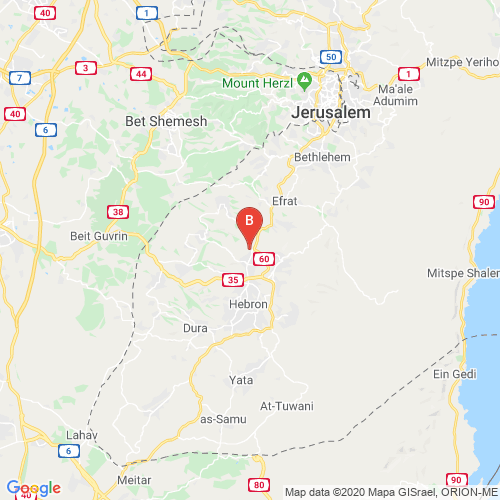 40
1
50
Mitzpe Yeriho
3
44
7
1
Mount Herzl
Ma'ale
Adumim
40
6
Jerusalem
Bet Shemesh
Bethlehem
Efrat
90
38
B
Beit Guvrin
60
35
Mitspe Shalem
Hebron
Dura
Ein Gedi
Yata
At-Tuwani
as-Samu
Lahav
6
Meitar
90
80
40
Google
Map data ©2020 Mapa GISrael, ORION-ME